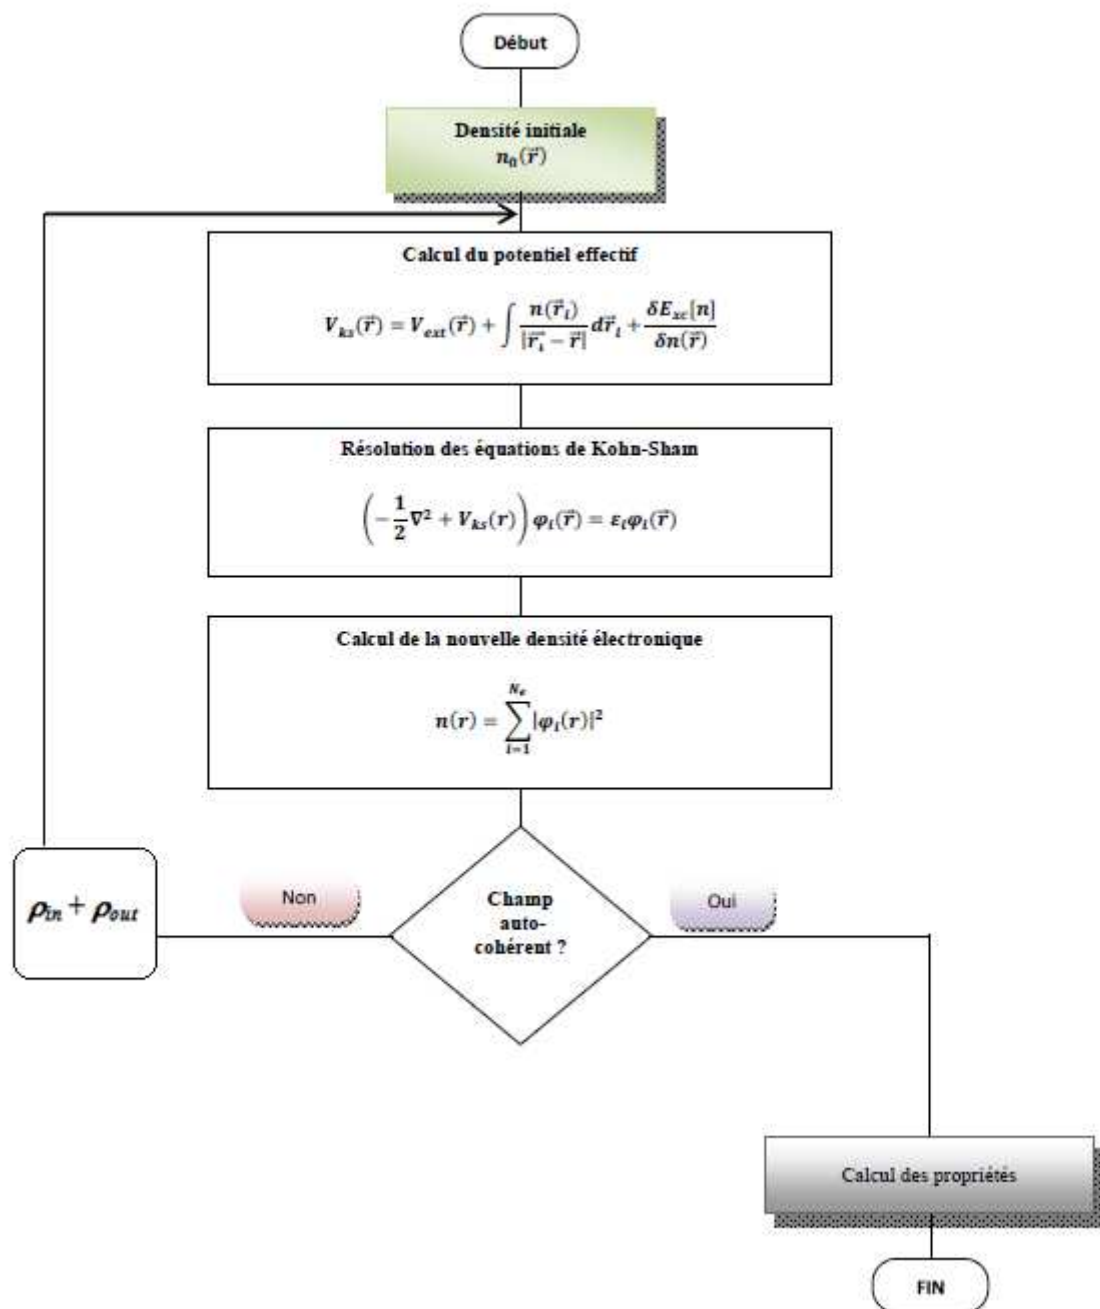 Début
Densité initiale
n₀(r⃗)
Calcul du potentiel effectif
V_ks(r⃗) = V_ext(r⃗) + ∫ n(r⃗_i) / |r⃗_i − r⃗| dr⃗_i + δE_xc[n] / δn(r⃗)
Résolution des équations de Kohn-Sham
(−1/2 ∇² + V_ks(r)) φ_i(r⃗) = ε_i φ_i(r⃗)
Calcul de la nouvelle densité électronique
n(r) = ∑_{i=1}^{N_e} |φ_i(r)|²
Champ
auto-
cohérent ?
Non
Oui
ρ_in + ρ_out
Calcul des propriétés
FIN